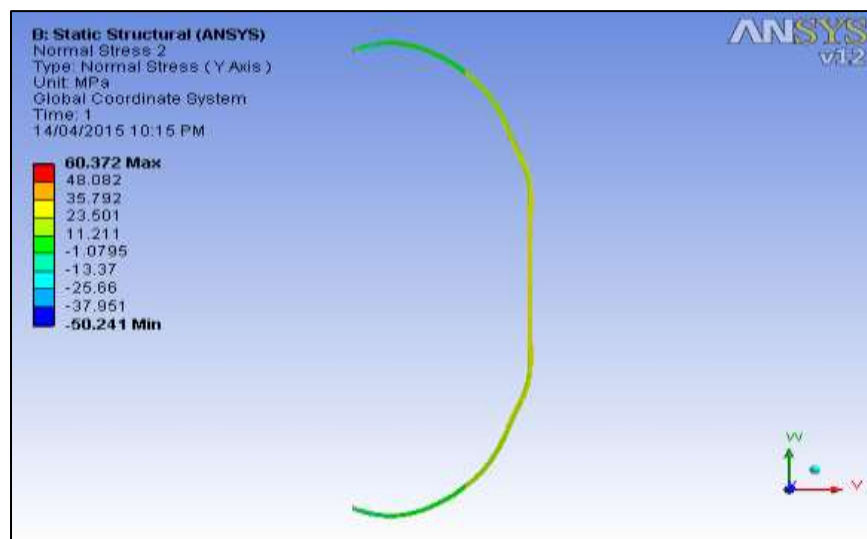 B: Static Structural (ANSYS)
Normal Stress 2
Type: Normal Stress ( Y Axis )
Unit: MPa
Global Coordinate System
Time: 1
14/04/2015 10:15 PM
60.372 Max
48.082
35.792
23.501
11.211
-1.0795
-13.37
-25.66
-37.951
-50.241 Min
ANSYS
v12